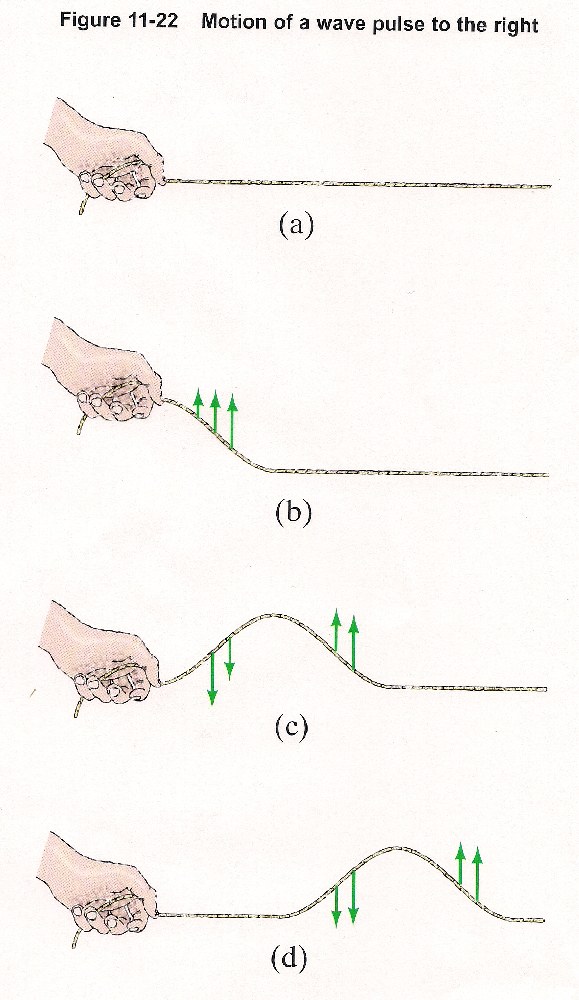 Figure 11-22 Motion of a wave pulse to the right
(a)
(b)
(c)
(d)